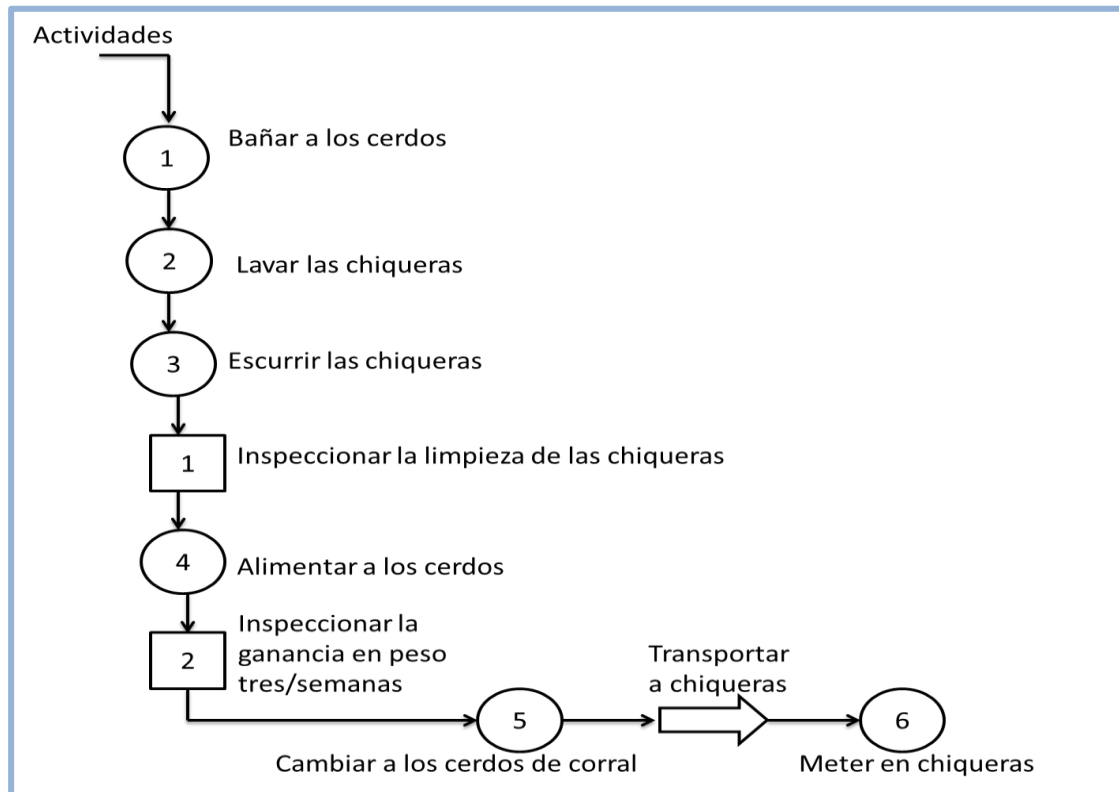 Actividades
1
Bañar a los cerdos
2
Lavar las chiqueras
3
Escurrir las chiqueras
1
Inspeccionar la limpieza de las chiqueras
4
Alimentar a los cerdos
2
Inspeccionar la
ganancia en peso
tres/semanas
5
Cambiar a los cerdos de corral
Transportar
a chiqueras
6
Meter en chiqueras